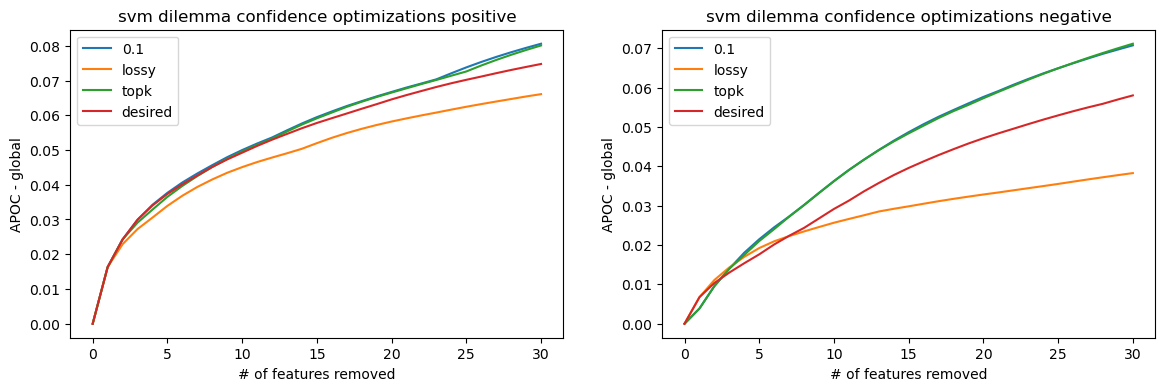 svm dilemma confidence optimizations positive
0.1
lossy
topk
desired
APOC - global
0.08
0.07
0.06
0.05
0.04
0.03
0.02
0.01
0.00
0 5 10 15 20 25 30
# of features removed
svm dilemma confidence optimizations negative
0.1
lossy
topk
desired
APOC - global
0.07
0.06
0.05
0.04
0.03
0.02
0.01
0.00
0 5 10 15 20 25 30
# of features removed